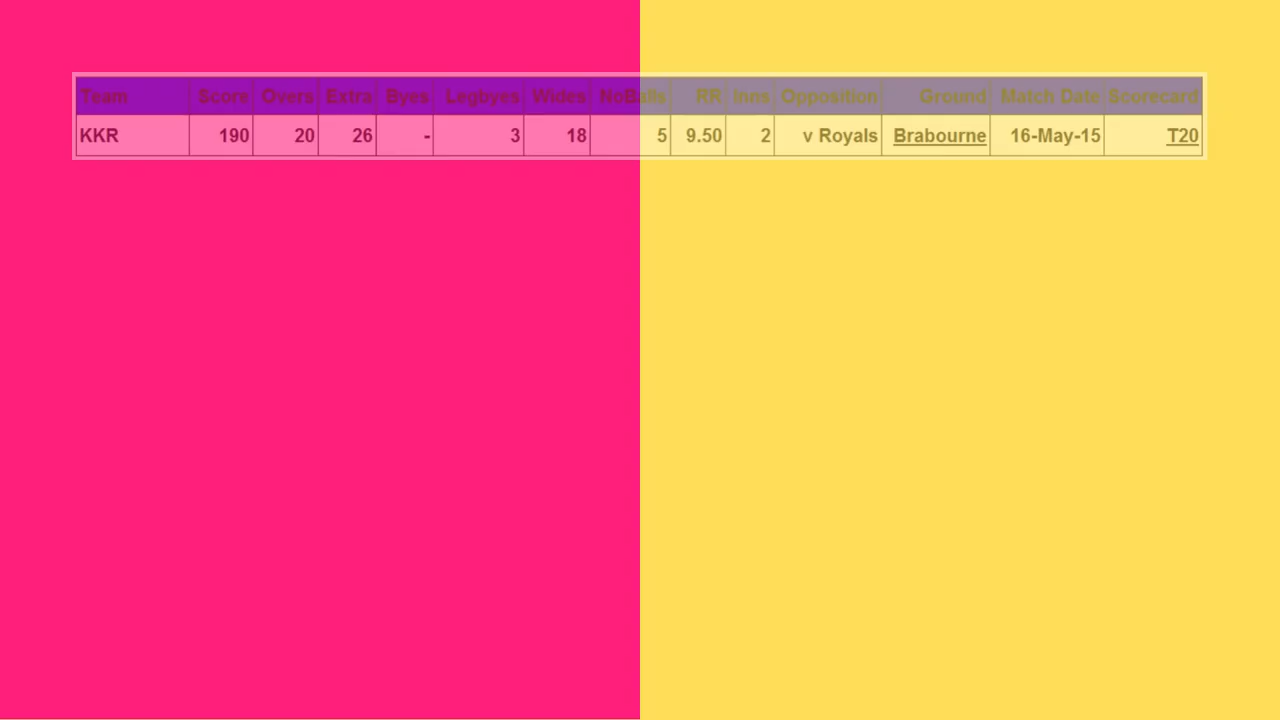 Team Score Overs Extra Byes Legbyes Wides NoBalls RR Inns Opposition Ground Match Date Scorecard
KKR 190 20 26 - 3 18 5 9.50 2 v Royals Brabourne 16-May-15 T20